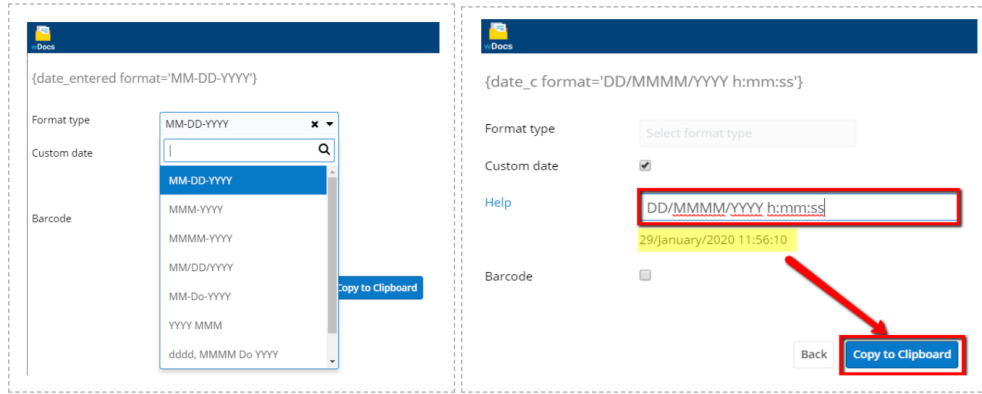 wDocs
{date_entered format='MM-DD-YYYY'}
Format type
MM-DD-YYYY
Custom date
MM-DD-YYYY
MMM-YYYY
Barcode
MMMM-YYYY
MM/DD/YYYY
MM-Do-YYYY
Copy to Clipboard
YYYY MMM
dddd, MMMM Do YYYY
wDocs
{date_c format='DD/MMMM/YYYY h:mm:ss'}
Format type
Select format type
Custom date
Help
DD/MMMM/YYYY h:mm:ss
29/January/2020 11:56:10
Barcode
Back
Copy to Clipboard